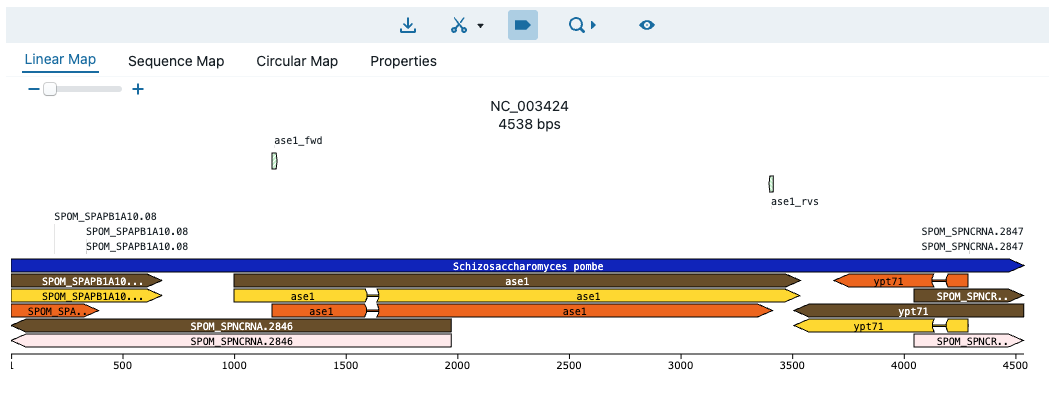 Linear Map
Sequence Map
Circular Map
Properties
NC_003424
4538 bps
ase1_fwd
ase1_rvs
SPOM_SPAPB1A10.08
SPOM_SPAPB1A10.08
SPOM_SPNCRNA.2847
SPOM_SPAPB1A10.08
SPOM_SPNCRNA.2847
Schizosaccharomyces pombe
SPOM_SPAPB1A10...
ase1
ypt71
SPOM_SPAPB1A10...
ase1
ase1
SPOM_SPNCR..
SPOM_SPA..
ase1
ase1
ypt71
SPOM_SPNCRNA.2846
ypt71
SPOM_SPNCRNA.2846
SPOM_SPNCR..
1
500
1000
1500
2000
2500
3000
3500
4000
4500